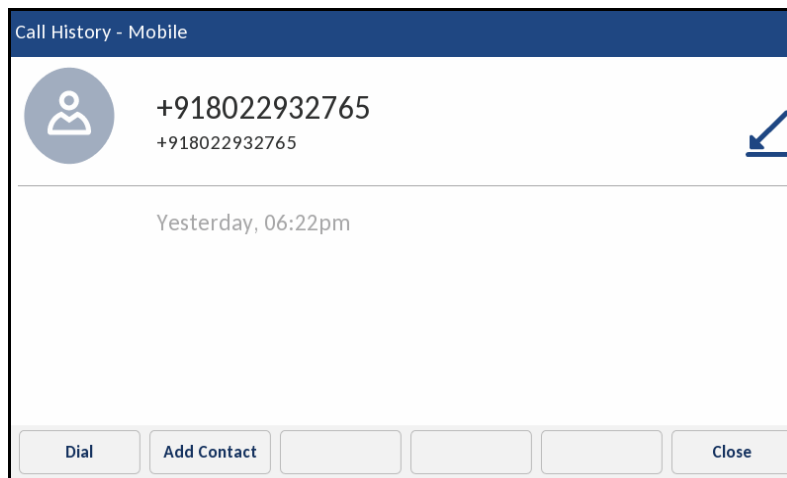 Call History - Mobile
+918022932765
+918022932765
Yesterday, 06:22pm
Dial
Add Contact
Close